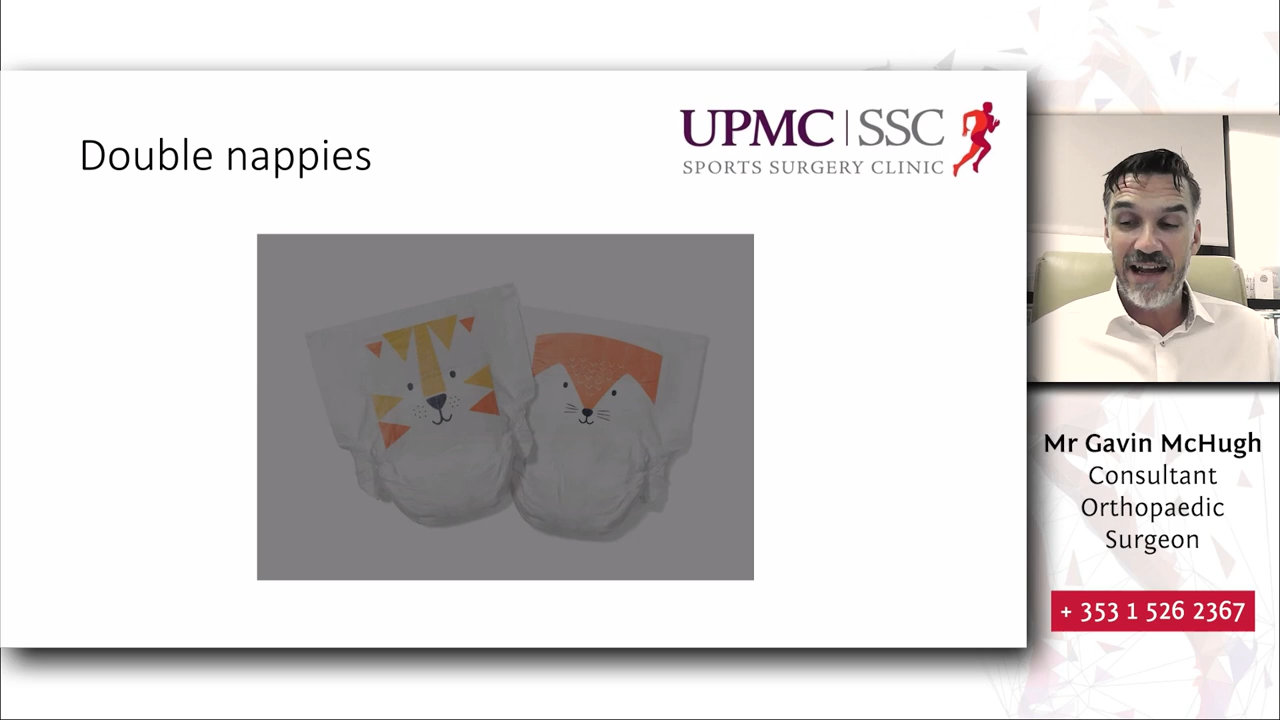 Double nappies
UPMC | SSC
SPORTS SURGERY CLINIC
Mr Gavin McHugh
Consultant
Orthopaedic
Surgeon
+ 353 1 526 2367